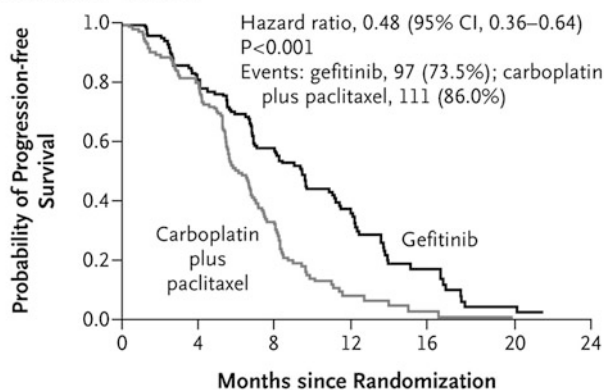 Hazard ratio, 0.48 (95% CI, 0.36–0.64)
P<0.001
Events: gefitinib, 97 (73.5%); carboplatin
plus paclitaxel, 111 (86.0%)
Probability of Progression-free
Survival
1.0
0.8
0.6
0.4
0.2
0.0
Carboplatin
plus
paclitaxel
Gefitinib
0 4 8 12 16 20 24
Months since Randomization